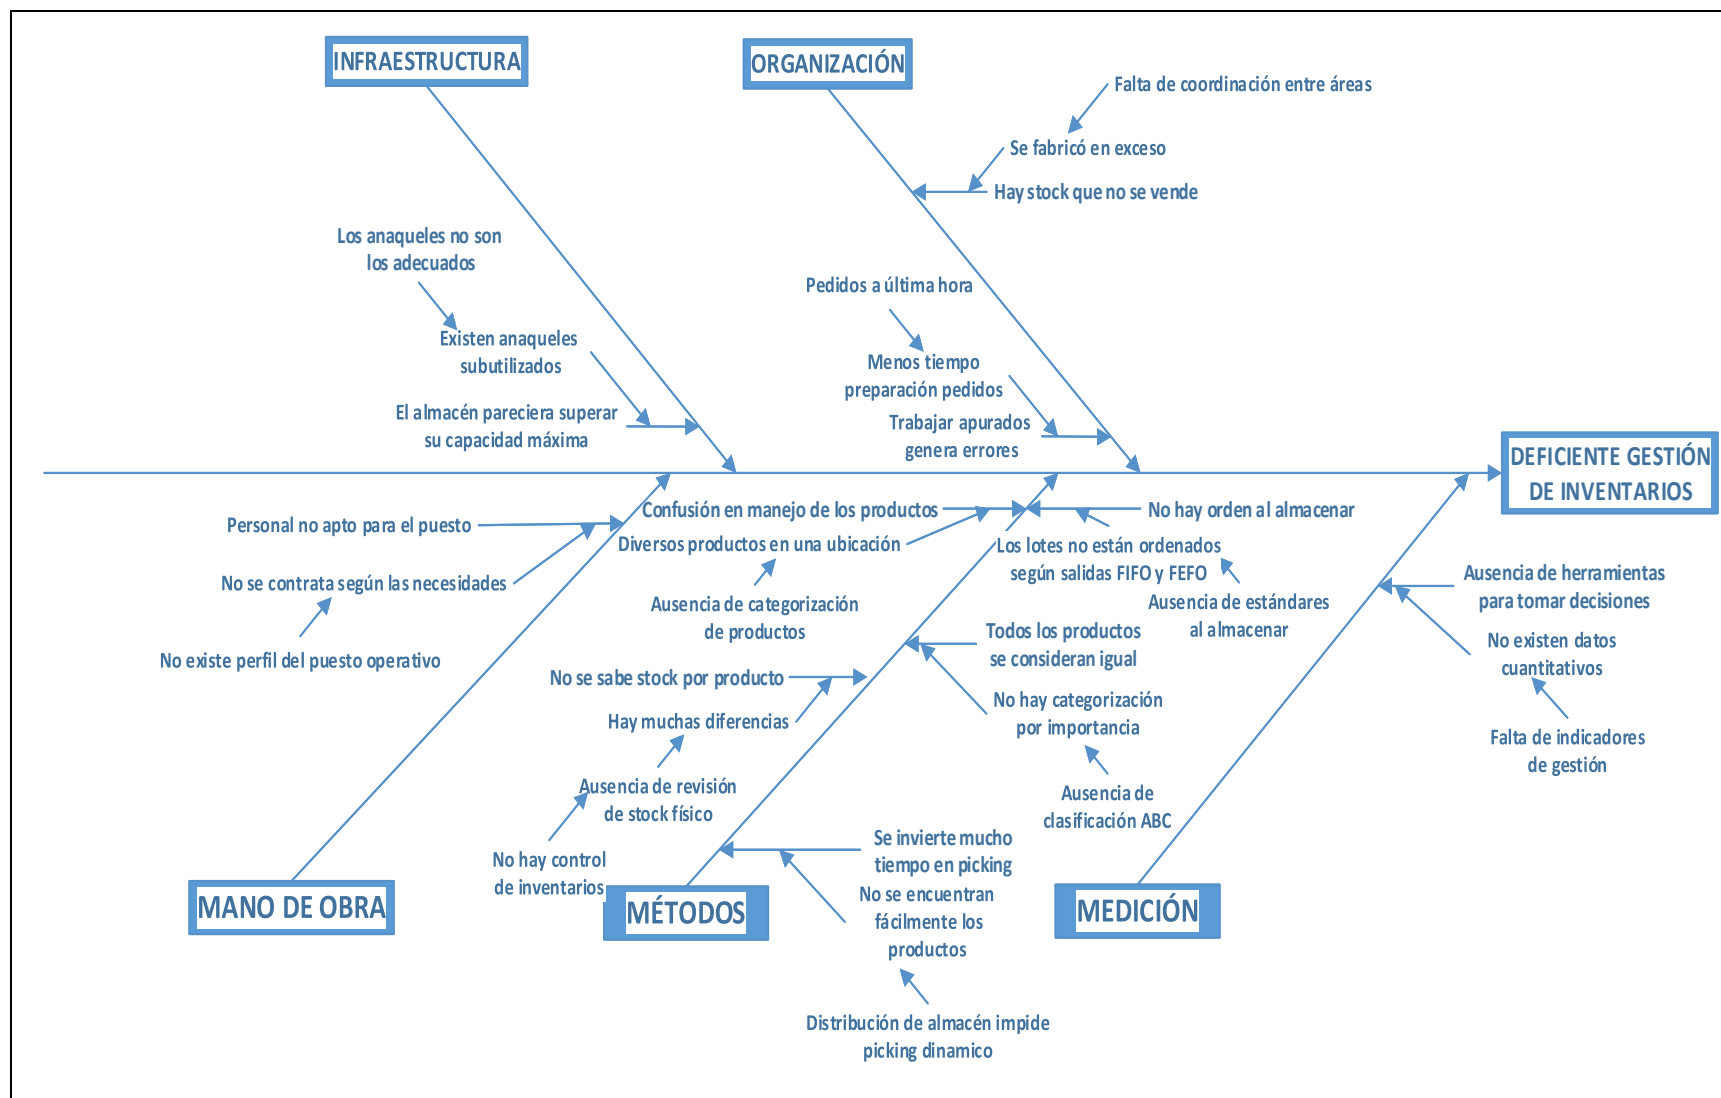 INFRAESTRUCTURA
ORGANIZACIÓN
Falta de coordinación entre áreas
Se fabricó en exceso
Hay stock que no se vende
Los anaqueles no son
los adecuados
Existen anaqueles
subutilizados
El almacén pareciera superar
su capacidad máxima
Pedidos a última hora
Menos tiempo
preparación pedidos
Trabajar apurados
genera errores
DEFICIENTE GESTIÓN
DE INVENTARIOS
Personal no apto para el puesto
No se contrata según las necesidades
No existe perfil del puesto operativo
Confusión en manejo de los productos
Diversos productos en una ubicación
Ausencia de categorización
de productos
No hay orden al almacenar
Los lotes no están ordenados
según salidas FIFO y FEFO
Ausencia de estándares
al almacenar
Todos los productos
se consideran igual
No hay categorización
por importancia
Ausencia de
clasificación ABC
No se sabe stock por producto
Hay muchas diferencias
Ausencia de revisión
de stock físico
No hay control
de inventarios
Se invierte mucho
tiempo en picking
No se encuentran
fácilmente los
productos
Distribución de almacén impide
picking dinamico
Ausencia de herramientas
para tomar decisiones
No existen datos
cuantitativos
Falta de indicadores
de gestión
MANO DE OBRA
MÉTODOS
MEDICIÓN